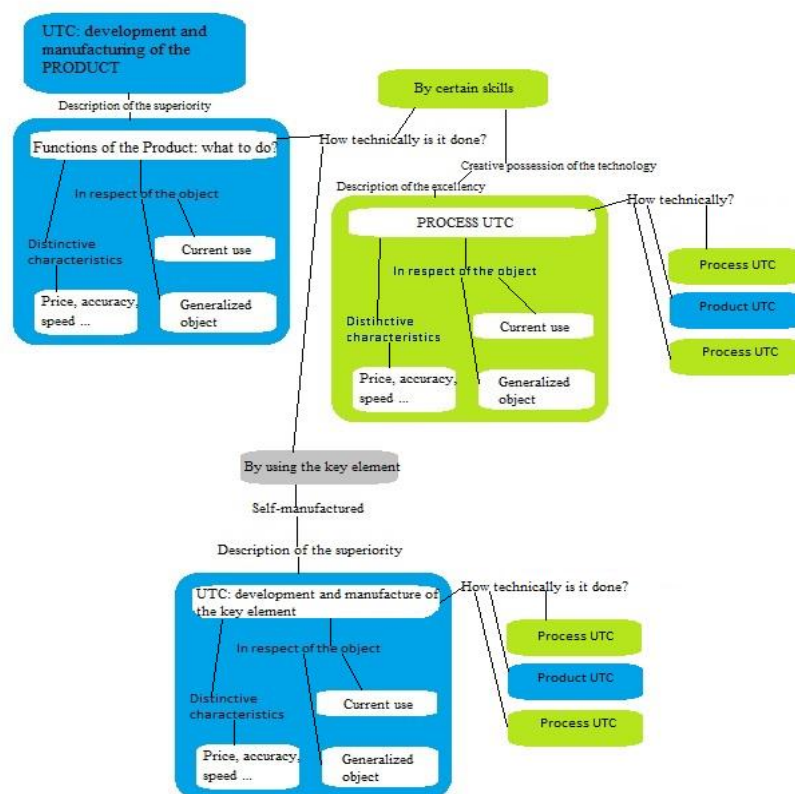 UTC: development and
manufacturing of the
PRODUCT
Description of the superiority
By certain skills
Functions of the Product: what to do?
How technically is it done?
In respect of the object
Creative possession of the technology
Description of the excellency
Distinctive
characteristics
Current use
Price, accuracy,
speed ...
Generalized
object
PROCESS UTC
How technically?
In respect of the object
Distinctive
characteristics
Current use
Price, accuracy,
speed ...
Generalized
object
Process UTC
Product UTC
Process UTC
By using the key element
Self-manufactured
Description of the superiority
UTC: development and manufacture of
the key element
How technically is it done?
In respect of the object
Distinctive
characteristics
Current use
Price, accuracy,
speed ...
Generalized
object
Process UTC
Product UTC
Process UTC